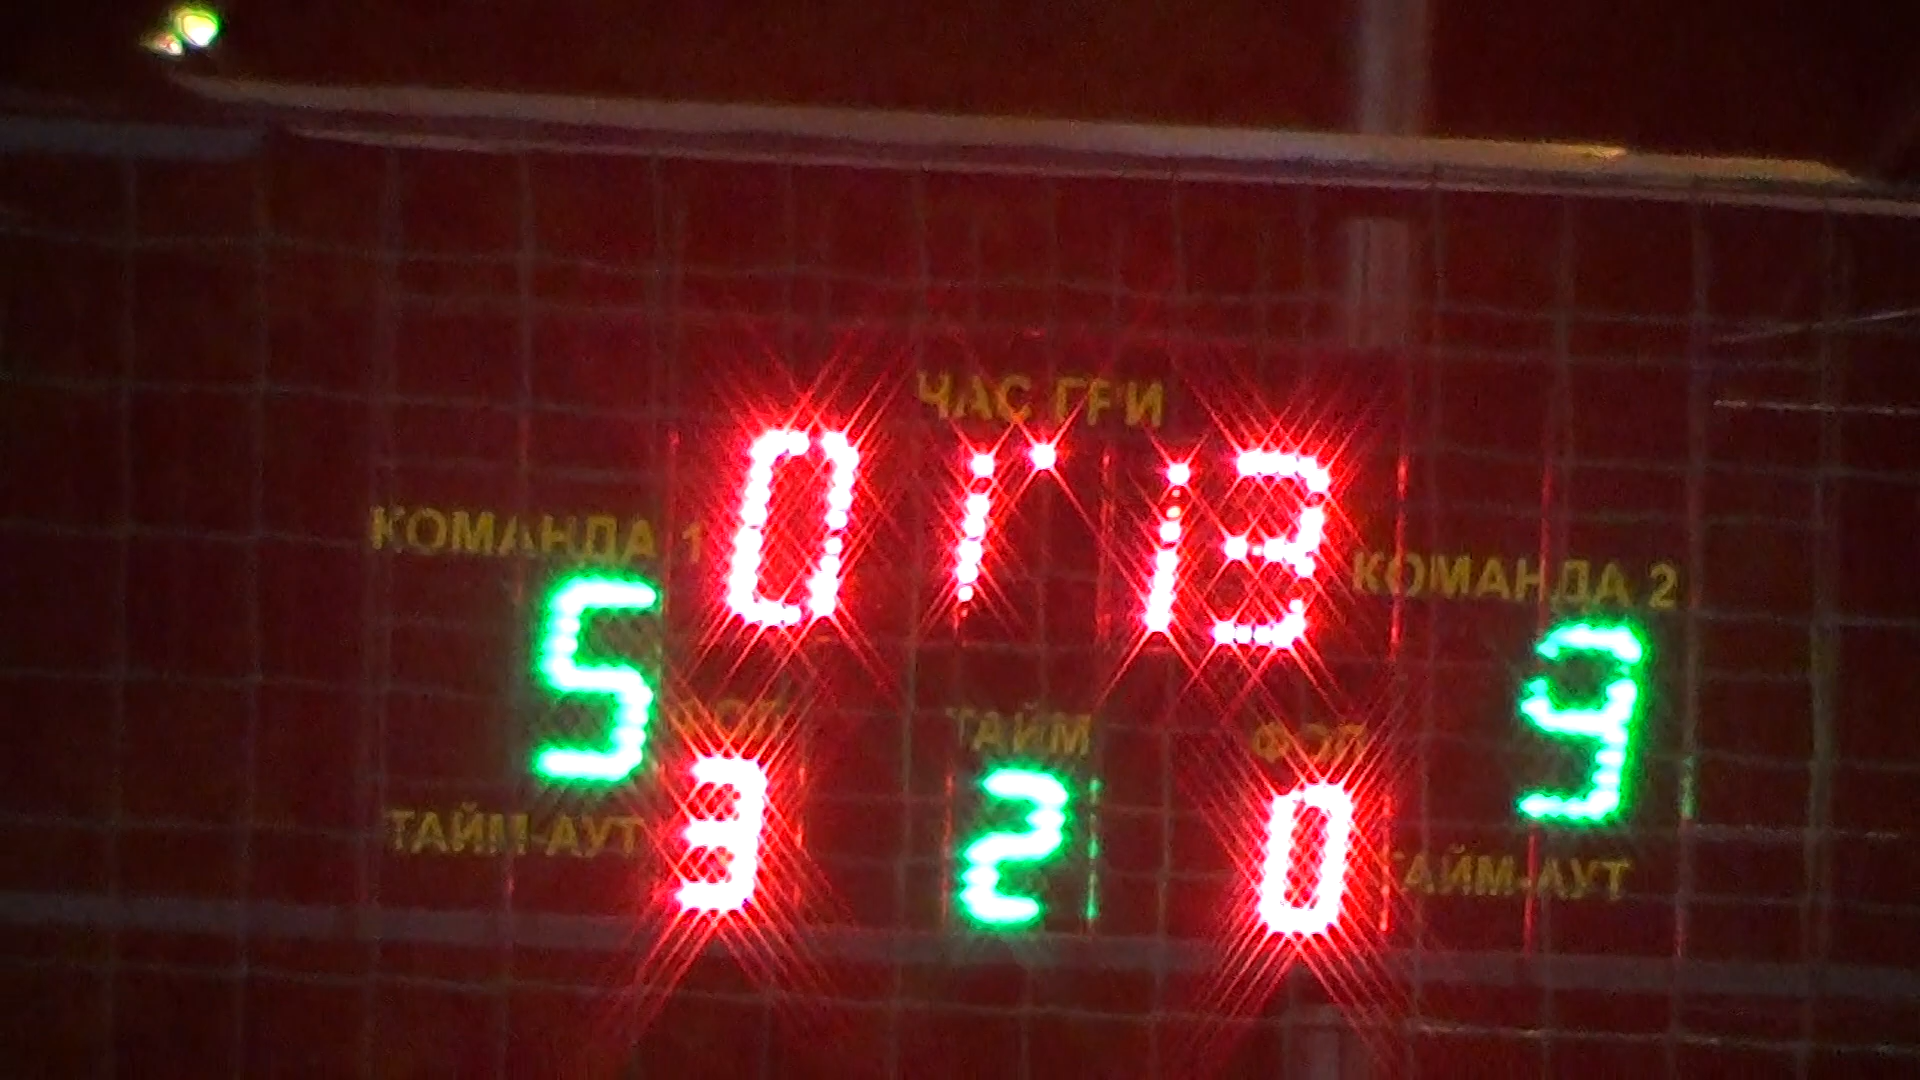 ЧАС ГРИ
01:13
КОМАНДА 1
КОМАНДА 2
5
9
ФОЛ
ТАЙМ
ФОЛ
3
2
0
ТАЙМ-АУТ
ТАЙМ-АУТ